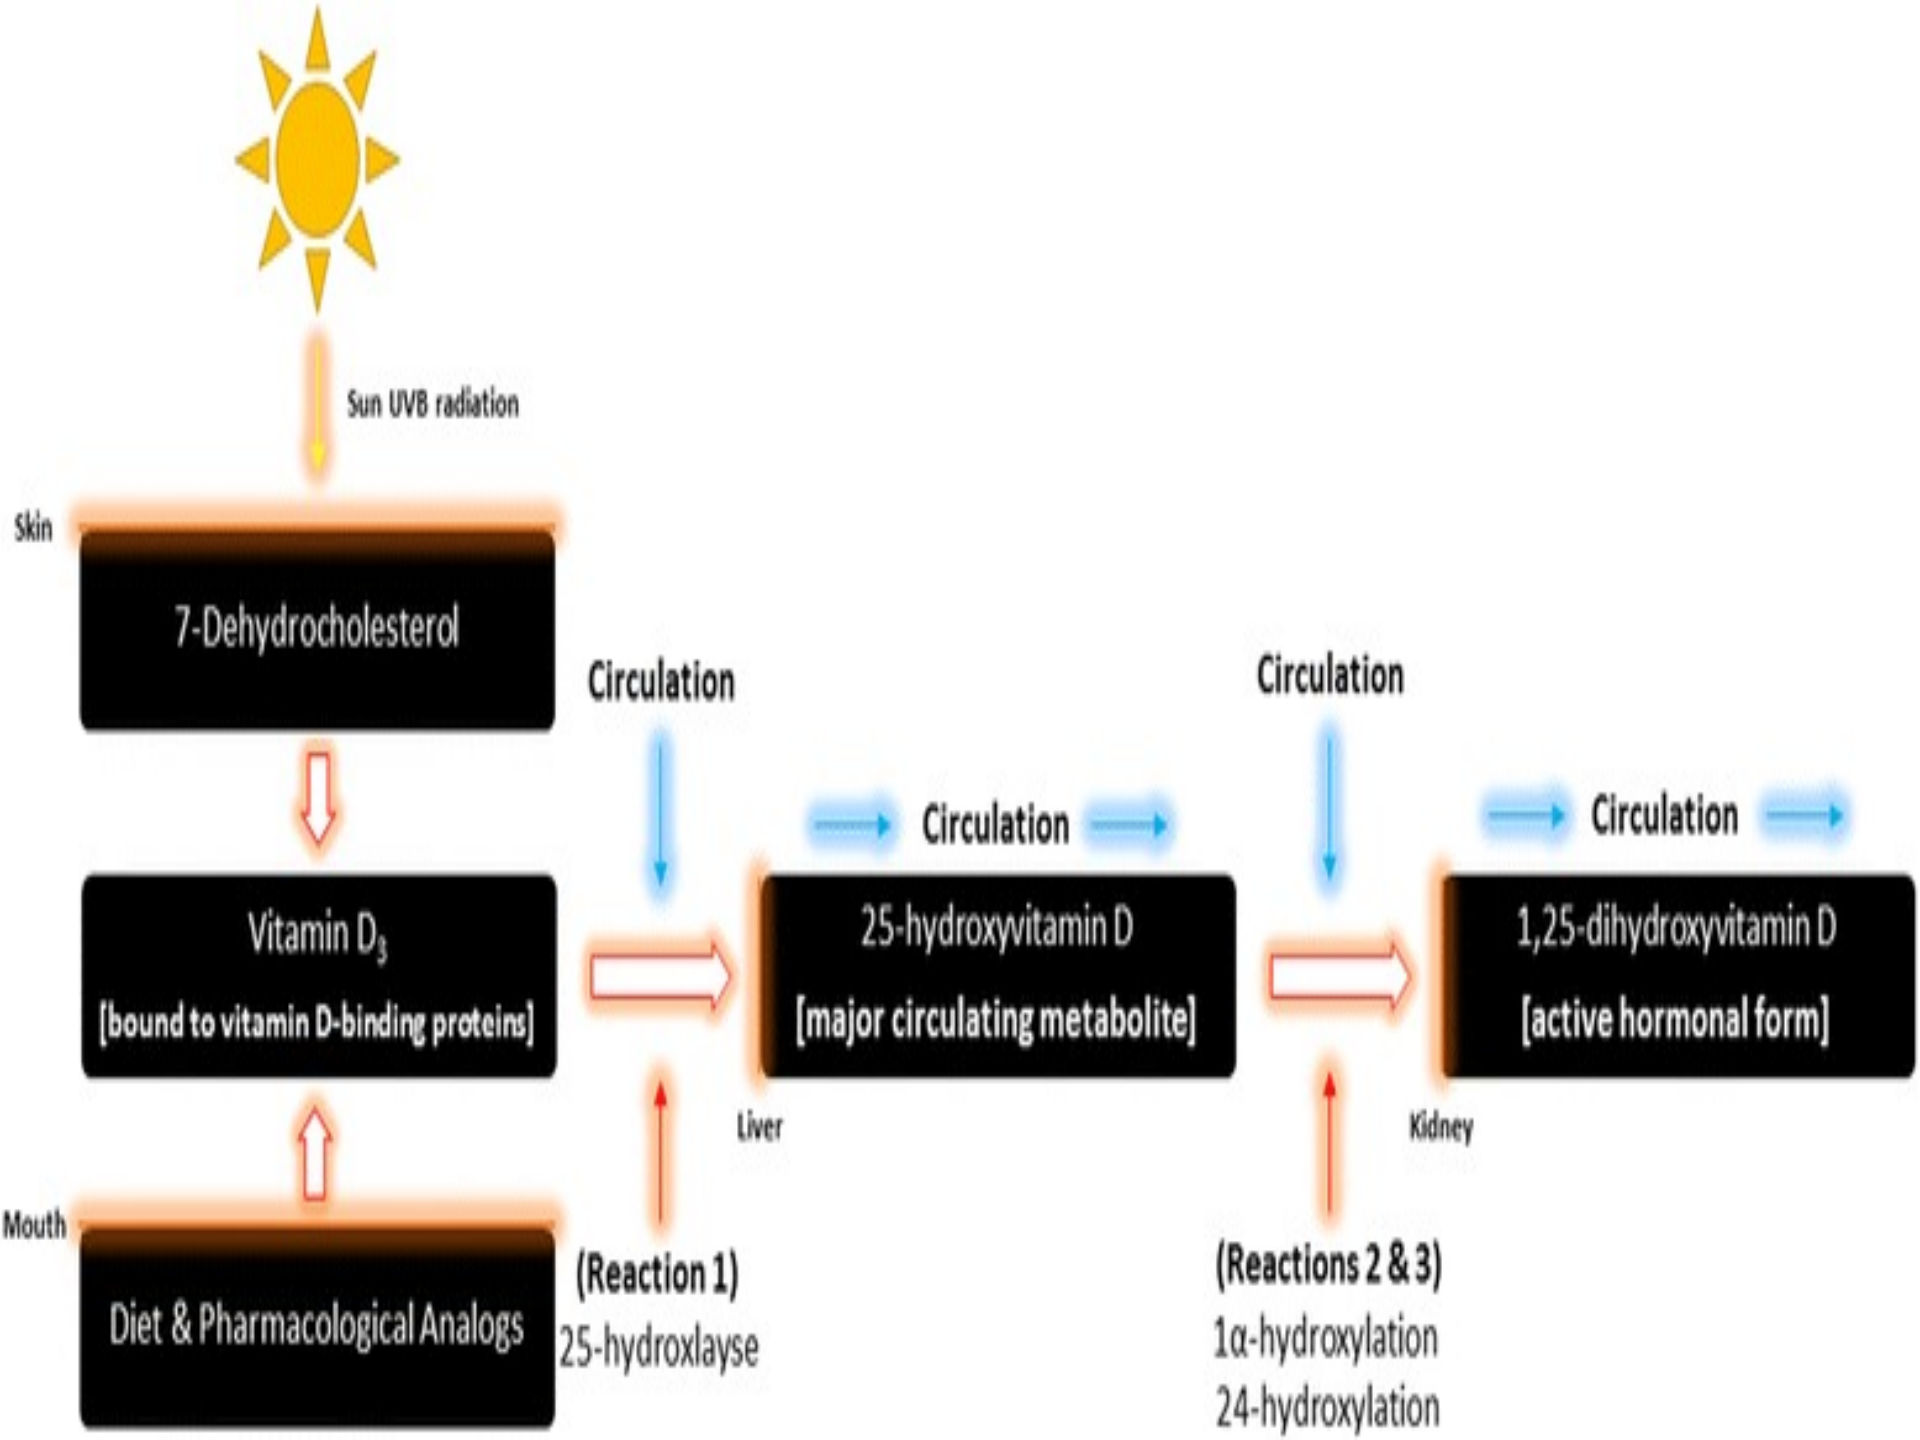 Sun UVB radiation
Skin
7-Dehydrocholesterol
Circulation
Circulation
Circulation
Circulation
Vitamin D₃
[bound to vitamin D-binding proteins]
25-hydroxyvitamin D
[major circulating metabolite]
1,25-dihydroxyvitamin D
[active hormonal form]
Liver
Kidney
Mouth
Diet & Pharmacological Analogs
(Reaction 1)
25-hydroxlayse
(Reactions 2 & 3)
1α-hydroxylation
24-hydroxylation